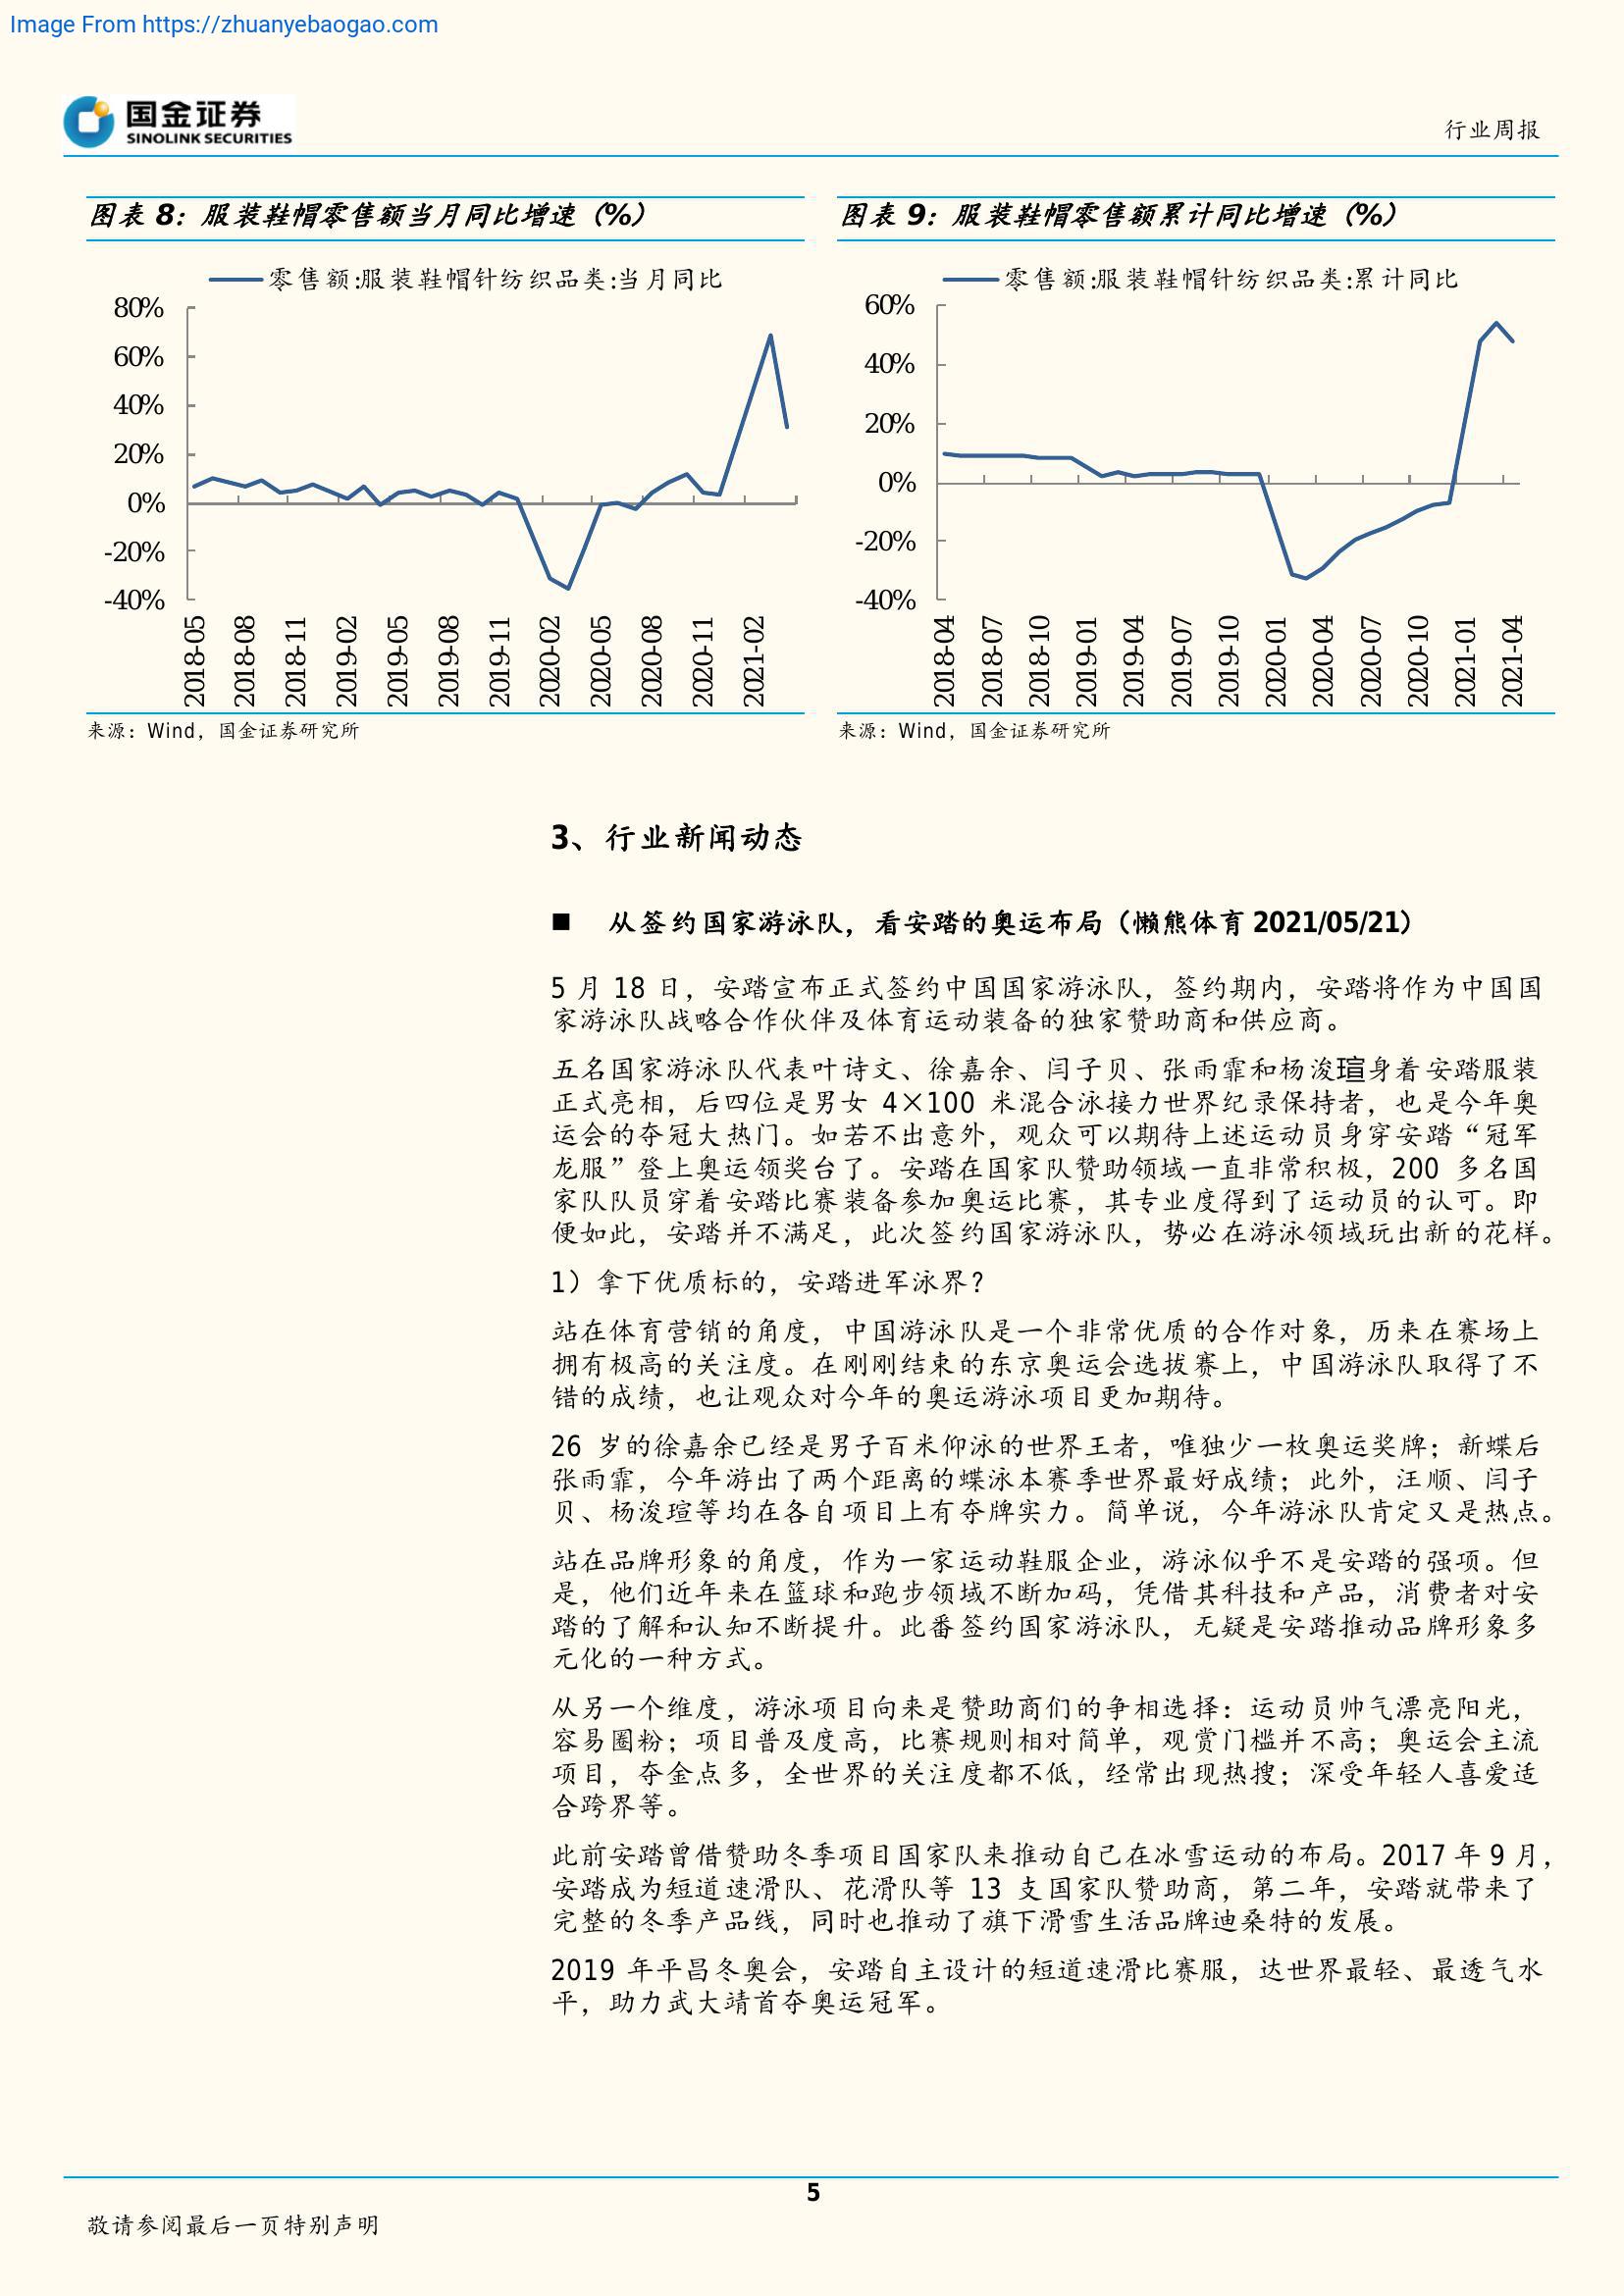 Image From https://zhuanyebaogao.com
国金证券
SINOLINK SECURITIES
行业周报
图表 8：服装鞋帽零售额当月同比增速（%）
零售额:服装鞋帽针纺织品类:当月同比
80%
60%
40%
20%
0%
-20%
-40%
2018-05
2018-08
2018-11
2019-02
2019-05
2019-08
2019-11
2020-02
2020-05
2020-08
2020-11
2021-02
来源：Wind，国金证券研究所
图表 9：服装鞋帽零售额累计同比增速（%）
零售额:服装鞋帽针纺织品类:累计同比
60%
40%
20%
0%
-20%
-40%
2018-04
2018-07
2018-10
2019-01
2019-04
2019-07
2019-10
2020-01
2020-04
2020-07
2020-10
2021-01
2021-04
来源：Wind，国金证券研究所
3、行业新闻动态
■ 从签约国家游泳队，看安踏的奥运布局（懒熊体育 2021/05/21）
5 月 18 日，安踏宣布正式签约中国国家游泳队，签约期内，安踏将作为中国国
家游泳队战略合作伙伴及体育运动装备的独家赞助商和供应商。
五名国家游泳队代表叶诗文、徐嘉余、闫子贝、张雨霏和杨浚瑄身着安踏服装
正式亮相，后四位是男女 4×100 米混合泳接力世界纪录保持者，也是今年奥
运会的夺冠大热门。如若不出意外，观众可以期待上述运动员身穿安踏“冠军
龙服”登上奥运领奖台了。安踏在国家队赞助领域一直非常积极，200 多名国
家队队员穿着安踏比赛装备参加奥运比赛，其专业度得到了运动员的认可。即
便如此，安踏并不满足，此次签约国家游泳队，势必在游泳领域玩出新的花样。
1）拿下优质标的，安踏进军泳界？
站在体育营销的角度，中国游泳队是一个非常优质的合作对象，历来在赛场上
拥有极高的关注度。在刚刚结束的东京奥运会选拔赛上，中国游泳队取得了不
错的成绩，也让观众对今年的奥运游泳项目更加期待。
26 岁的徐嘉余已经是男子百米仰泳的世界王者，唯独少一枚奥运奖牌；新蝶后
张雨霏，今年游出了两个距离的蝶泳本赛季世界最好成绩；此外，汪顺、闫子
贝、杨浚瑄等均在各自项目上有夺牌实力。简单说，今年游泳队肯定又是热点。
站在品牌形象的角度，作为一家运动鞋服企业，游泳似乎不是安踏的强项。但
是，他们近年来在篮球和跑步领域不断加码，凭借其科技和产品，消费者对安
踏的了解和认知不断提升。此番签约国家游泳队，无疑是安踏推动品牌形象多
元化的一种方式。
从另一个维度，游泳项目向来是赞助商们的争相选择：运动员帅气漂亮阳光，
容易圈粉；项目普及度高，比赛规则相对简单，观赏门槛并不高；奥运会主流
项目，夺金点多，全世界的关注度都不低，经常出现热搜；深受年轻人喜爱适
合跨界等。
此前安踏曾借赞助冬季项目国家队来推动自己在冰雪运动的布局。2017 年 9 月，
安踏成为短道速滑队、花滑队等 13 支国家队赞助商，第二年，安踏就带来了
完整的冬季产品线，同时也推动了旗下滑雪生活品牌迪桑特的发展。
2019 年平昌冬奥会，安踏自主设计的短道速滑比赛服，达世界最轻、最透气水
平，助力武大靖首夺奥运冠军。
5
敬请参阅最后一页特别声明